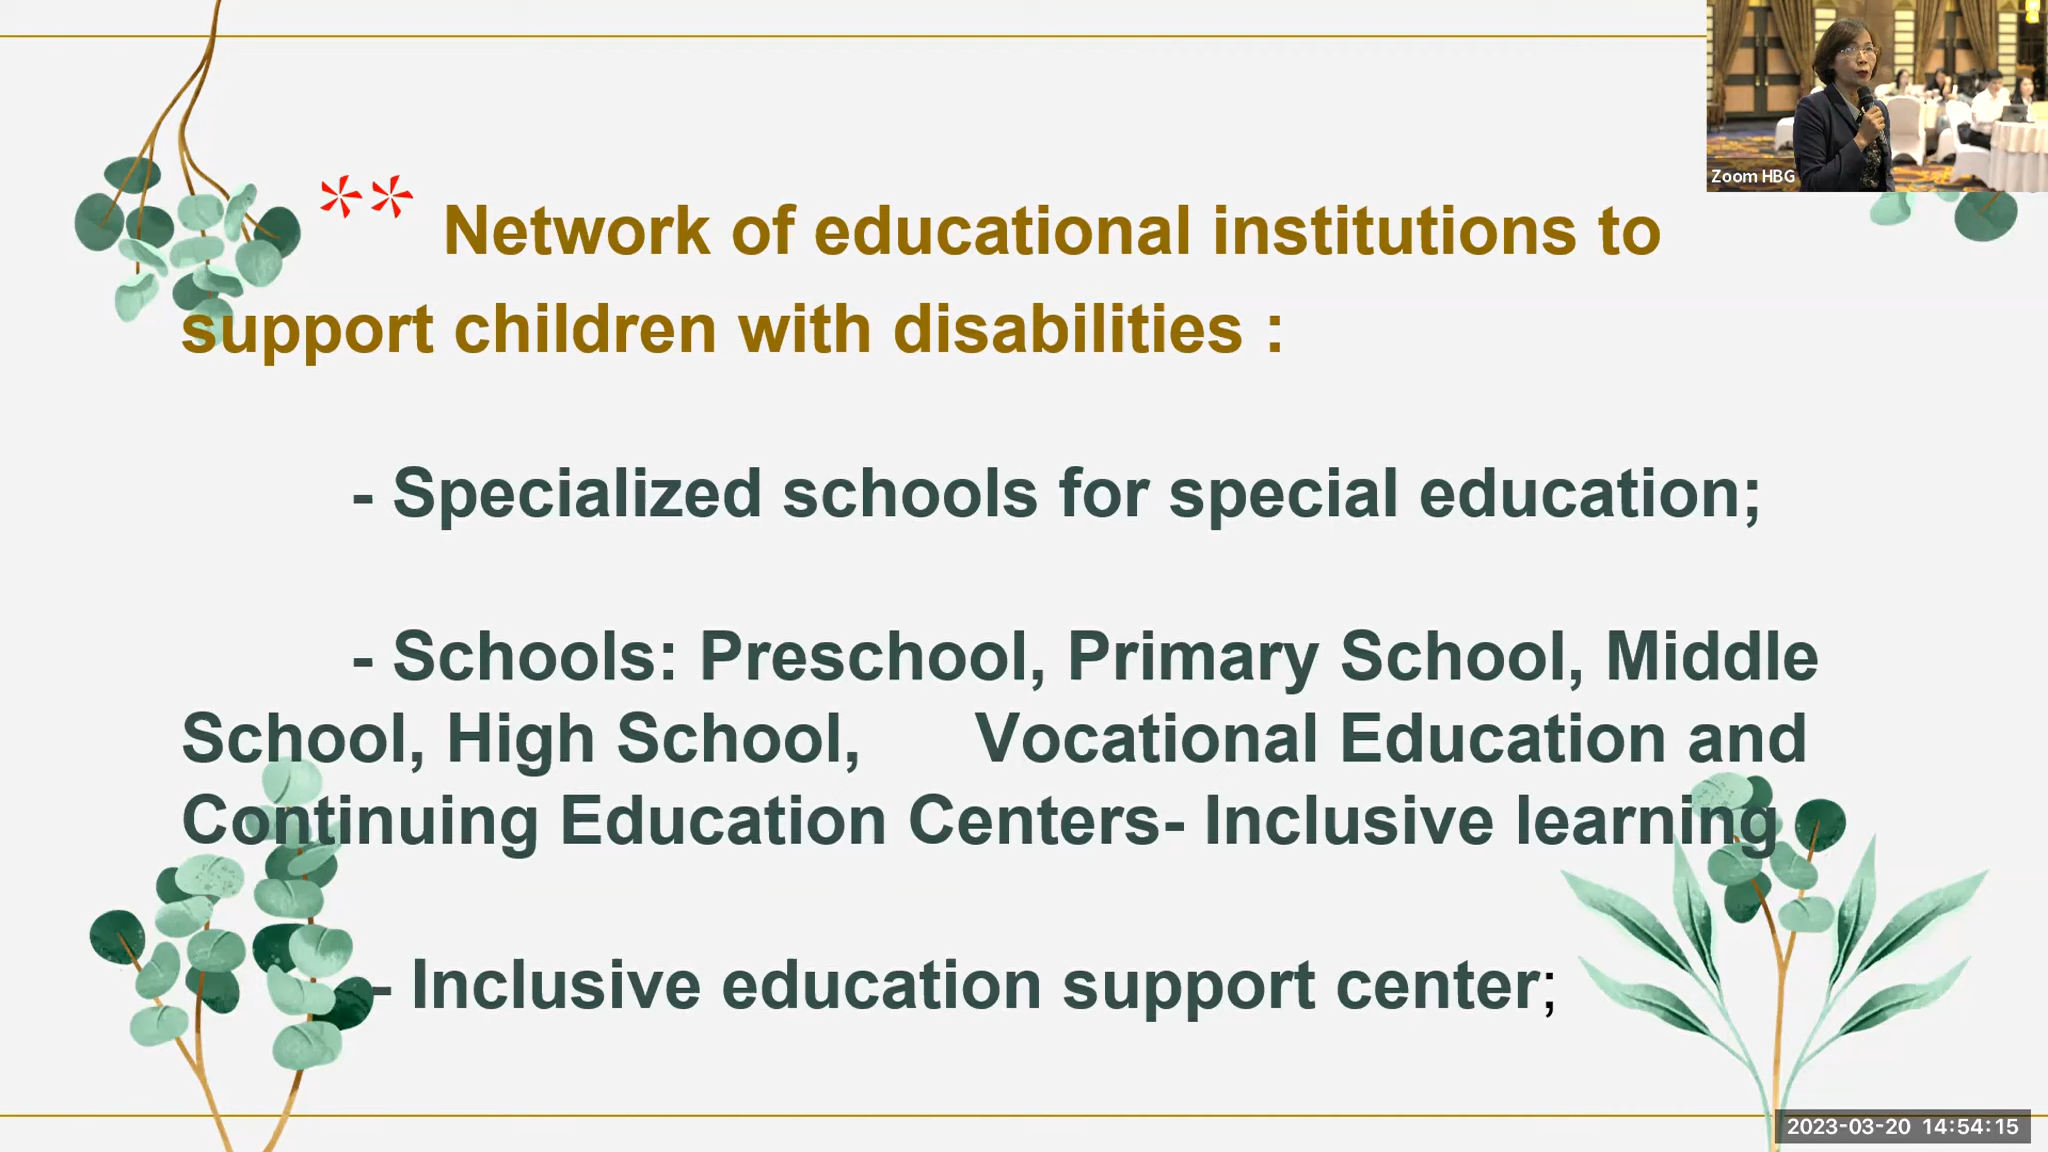 ** Network of educational institutions to
support children with disabilities :
- Specialized schools for special education;
- Schools: Preschool, Primary School, Middle
School, High School, Vocational Education and
Continuing Education Centers- Inclusive learning
- Inclusive education support center;
Zoom HBG
2023-03-20 14:54:15